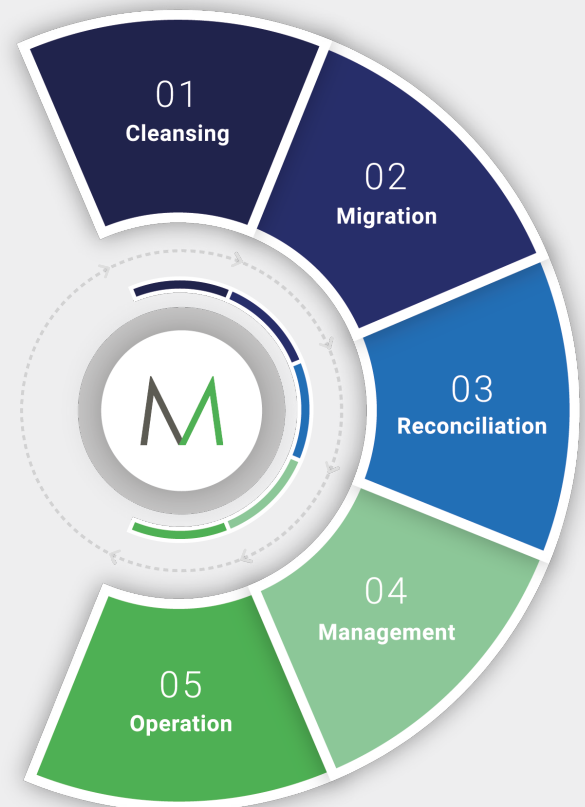 01
Cleansing
02
Migration
03
Reconciliation
M
04
Management
05
Operation